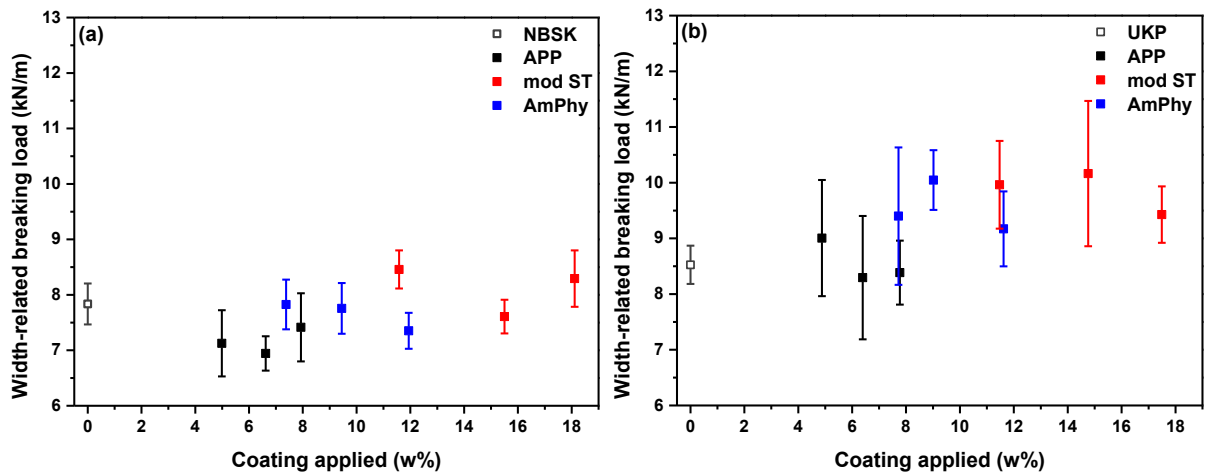 (a)
NBSK
APP
mod ST
AmPhy
13
12
11
10
9
8
7
6
Width-related breaking load (kN/m)
0 2 4 6 8 10 12 14 16 18
Coating applied (w%)
(b)
UKP
APP
mod ST
AmPhy
13
12
11
10
9
8
7
6
Width-related breaking load (kN/m)
0 2 4 6 8 10 12 14 16 18
Coating applied (w%)